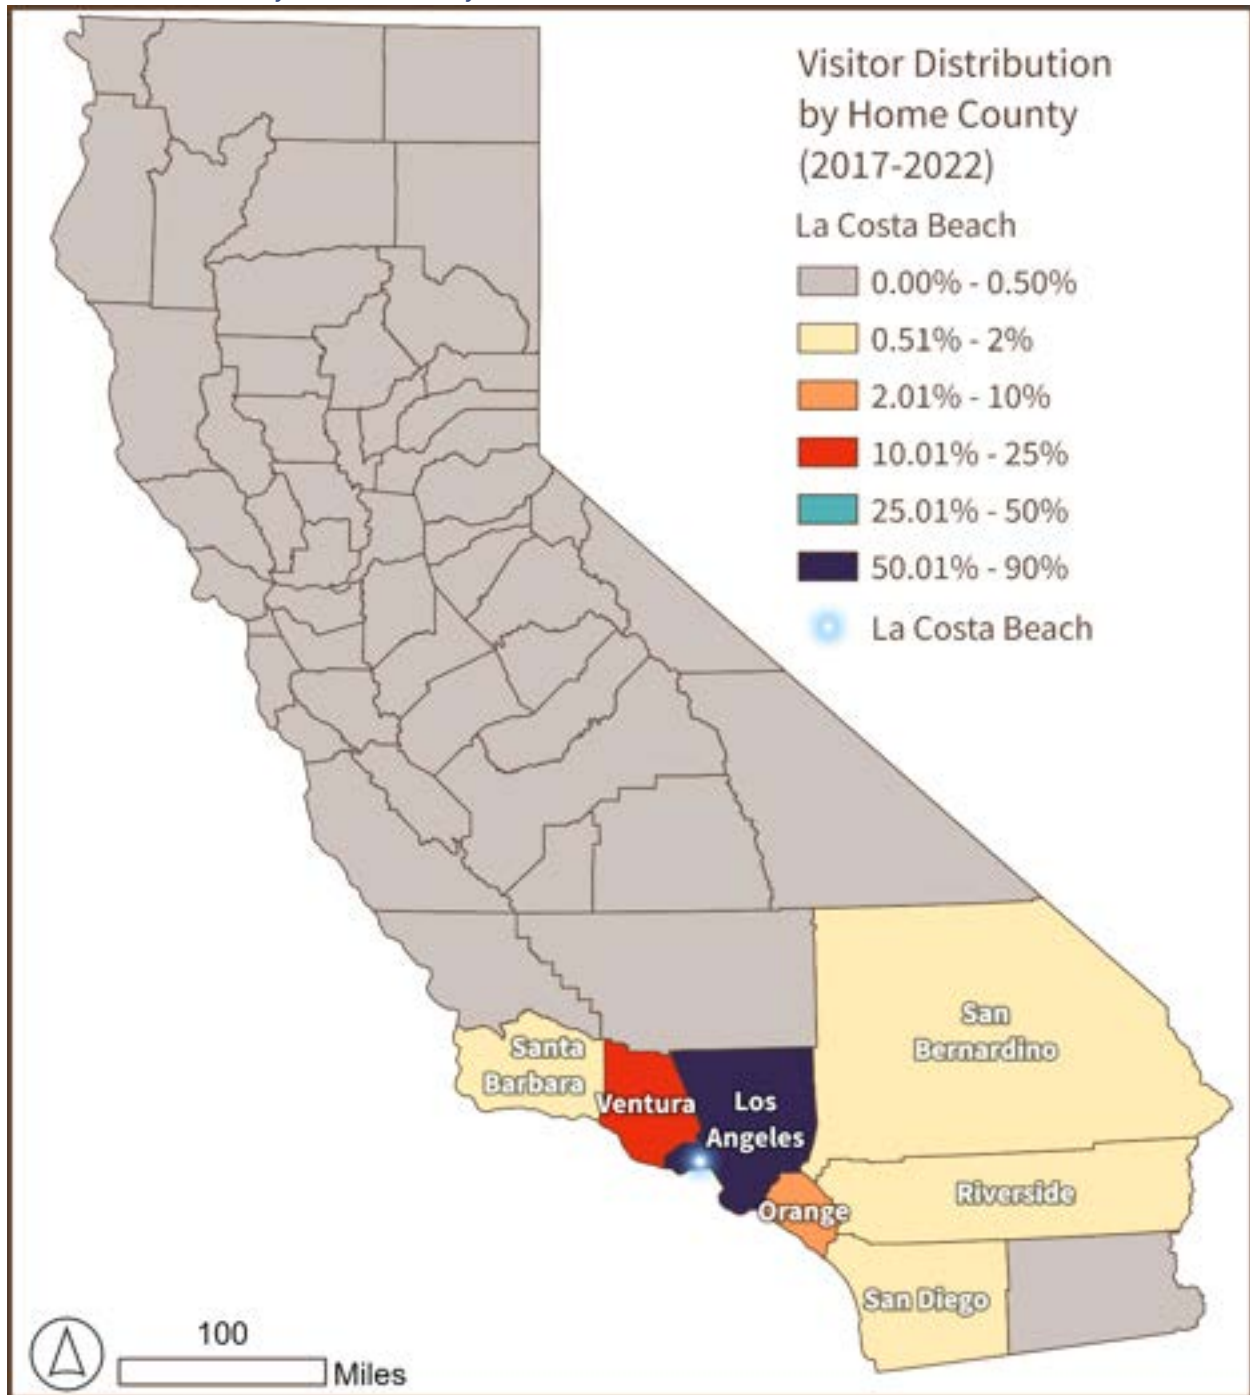 Visitor Distribution
by Home County
(2017-2022)
La Costa Beach
0.00% - 0.50%
0.51% - 2%
2.01% - 10%
10.01% - 25%
25.01% - 50%
50.01% - 90%
La Costa Beach
San
Bernardino
Santa
Barbara
Ventura
Los
Angeles
Riverside
Orange
San Diego
100
Miles